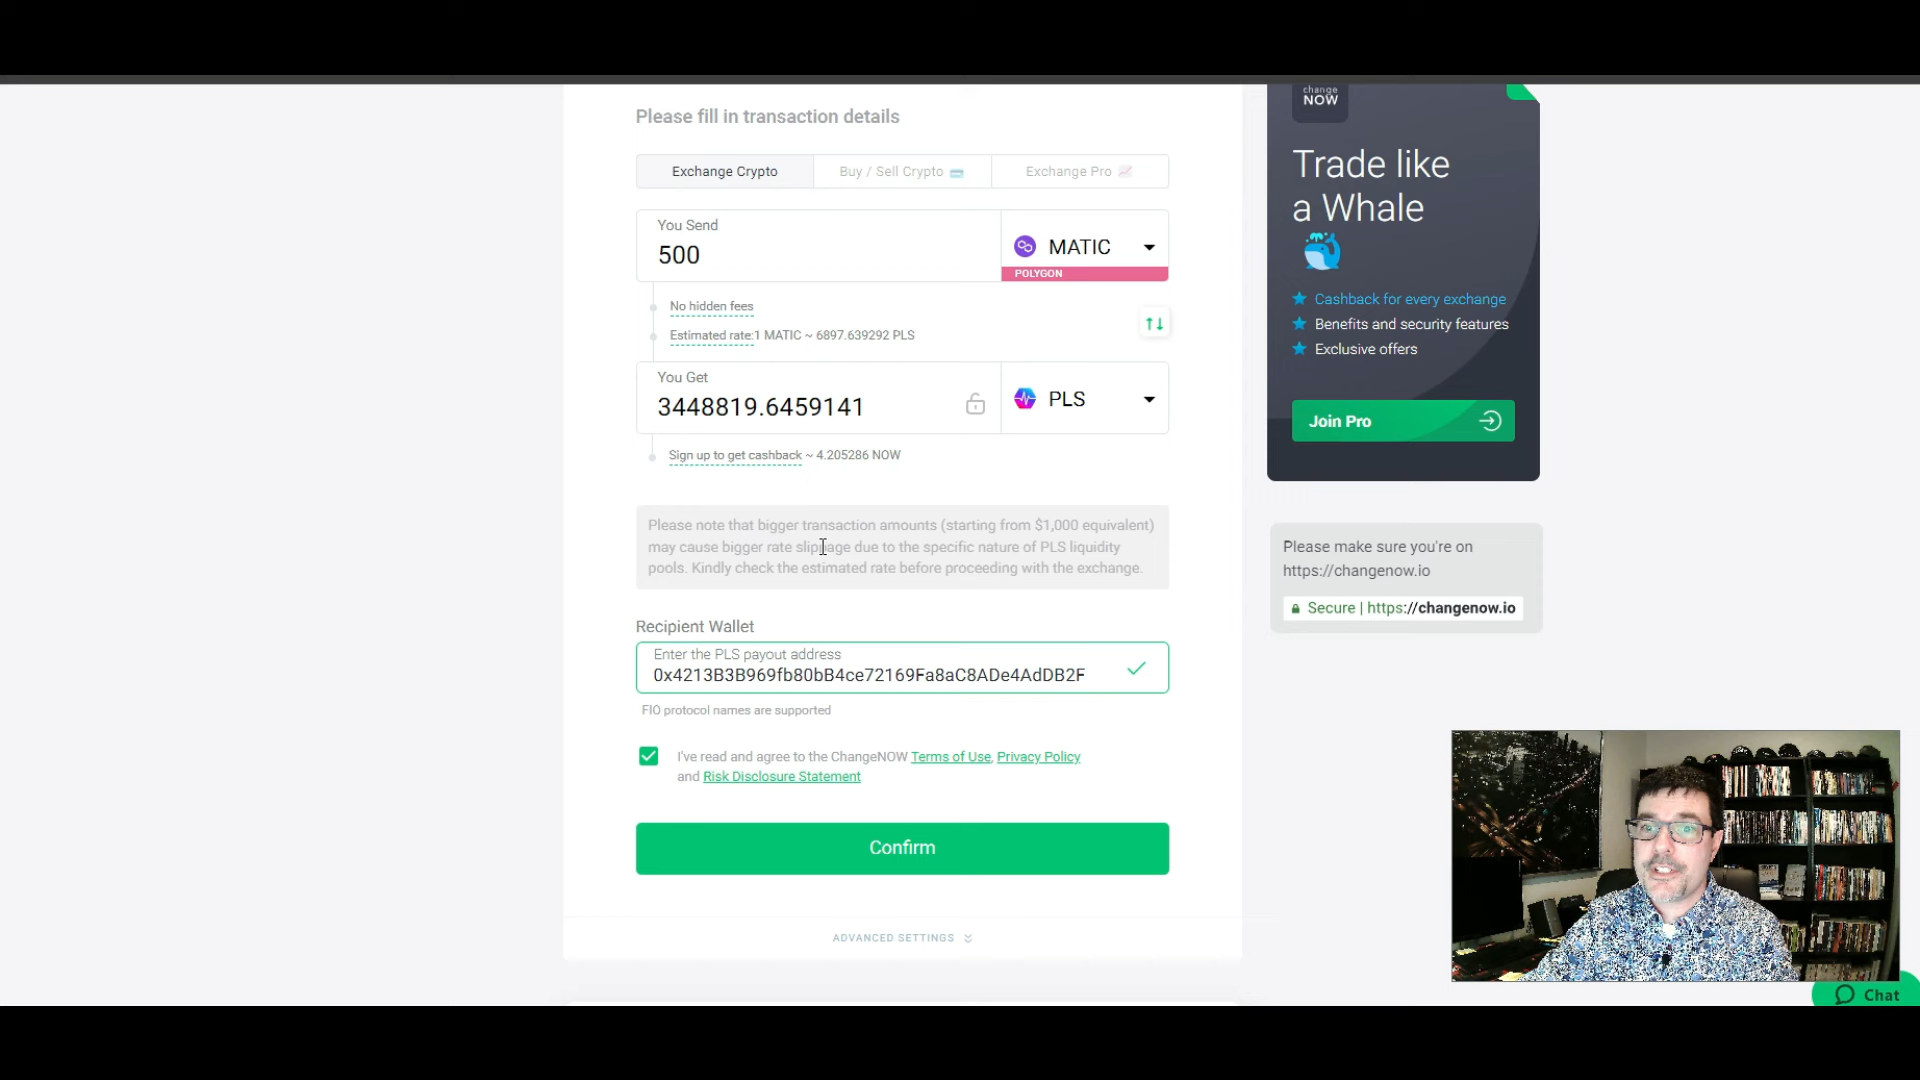 Please fill in transaction details
Exchange Crypto
Buy / Sell Crypto
Exchange Pro
You Send
500
MATIC
POLYGON
No hidden fees
Estimated rate:1 MATIC ~ 6897.639292 PLS
You Get
3448819.6459141
PLS
Sign up to get cashback ~ 4.205286 NOW
Please note that bigger transaction amounts (starting from $1,000 equivalent)
may cause bigger rate slippage due to the specific nature of PLS liquidity
pools. Kindly check the estimated rate before proceeding with the exchange.
Recipient Wallet
Enter the PLS payout address
0x4213B3B969fb80bB4ce72169Fa8aC8ADe4AdDB2F
FIO protocol names are supported
I've read and agree to the ChangeNOW Terms of Use, Privacy Policy
and Risk Disclosure Statement
Confirm
ADVANCED SETTINGS
change
NOW
Trade like
a Whale
Cashback for every exchange
Benefits and security features
Exclusive offers
Join Pro
Please make sure you're on
https://changenow.io
Secure | https://changenow.io
Chat